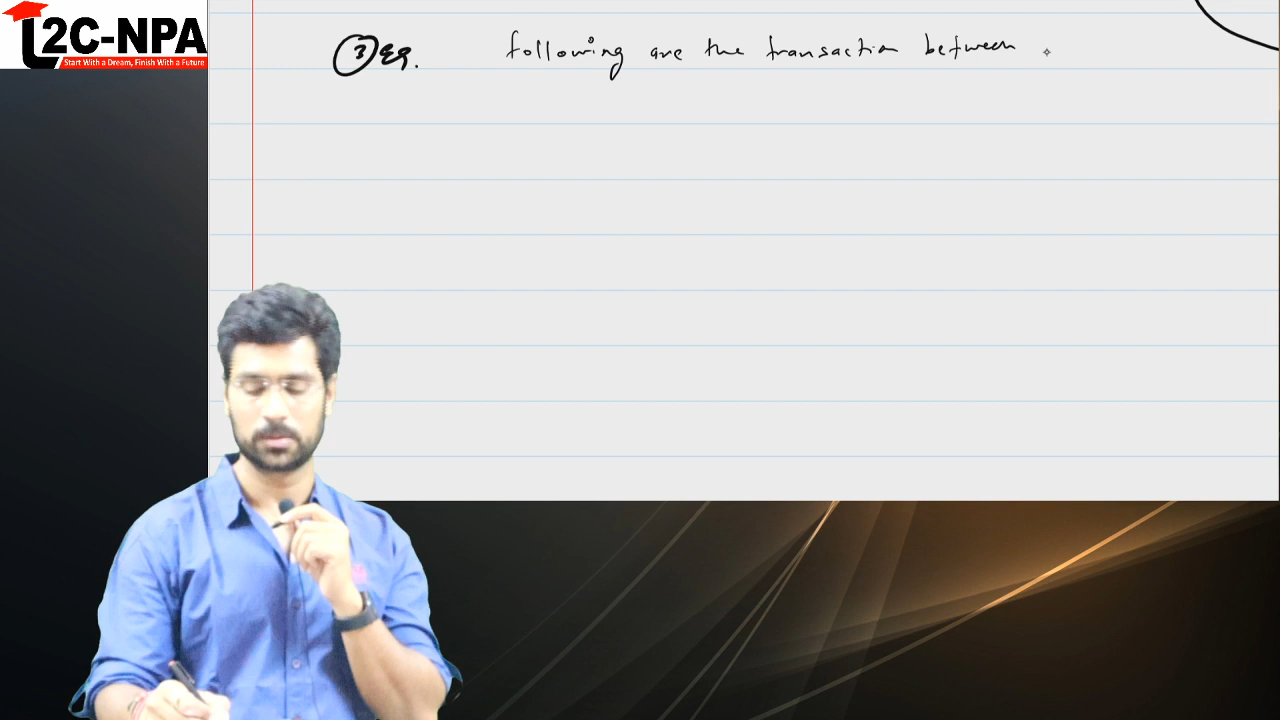 L2C-NPA
Start With a Dream, Finish With a Future
③ Eg. following are the transaction between